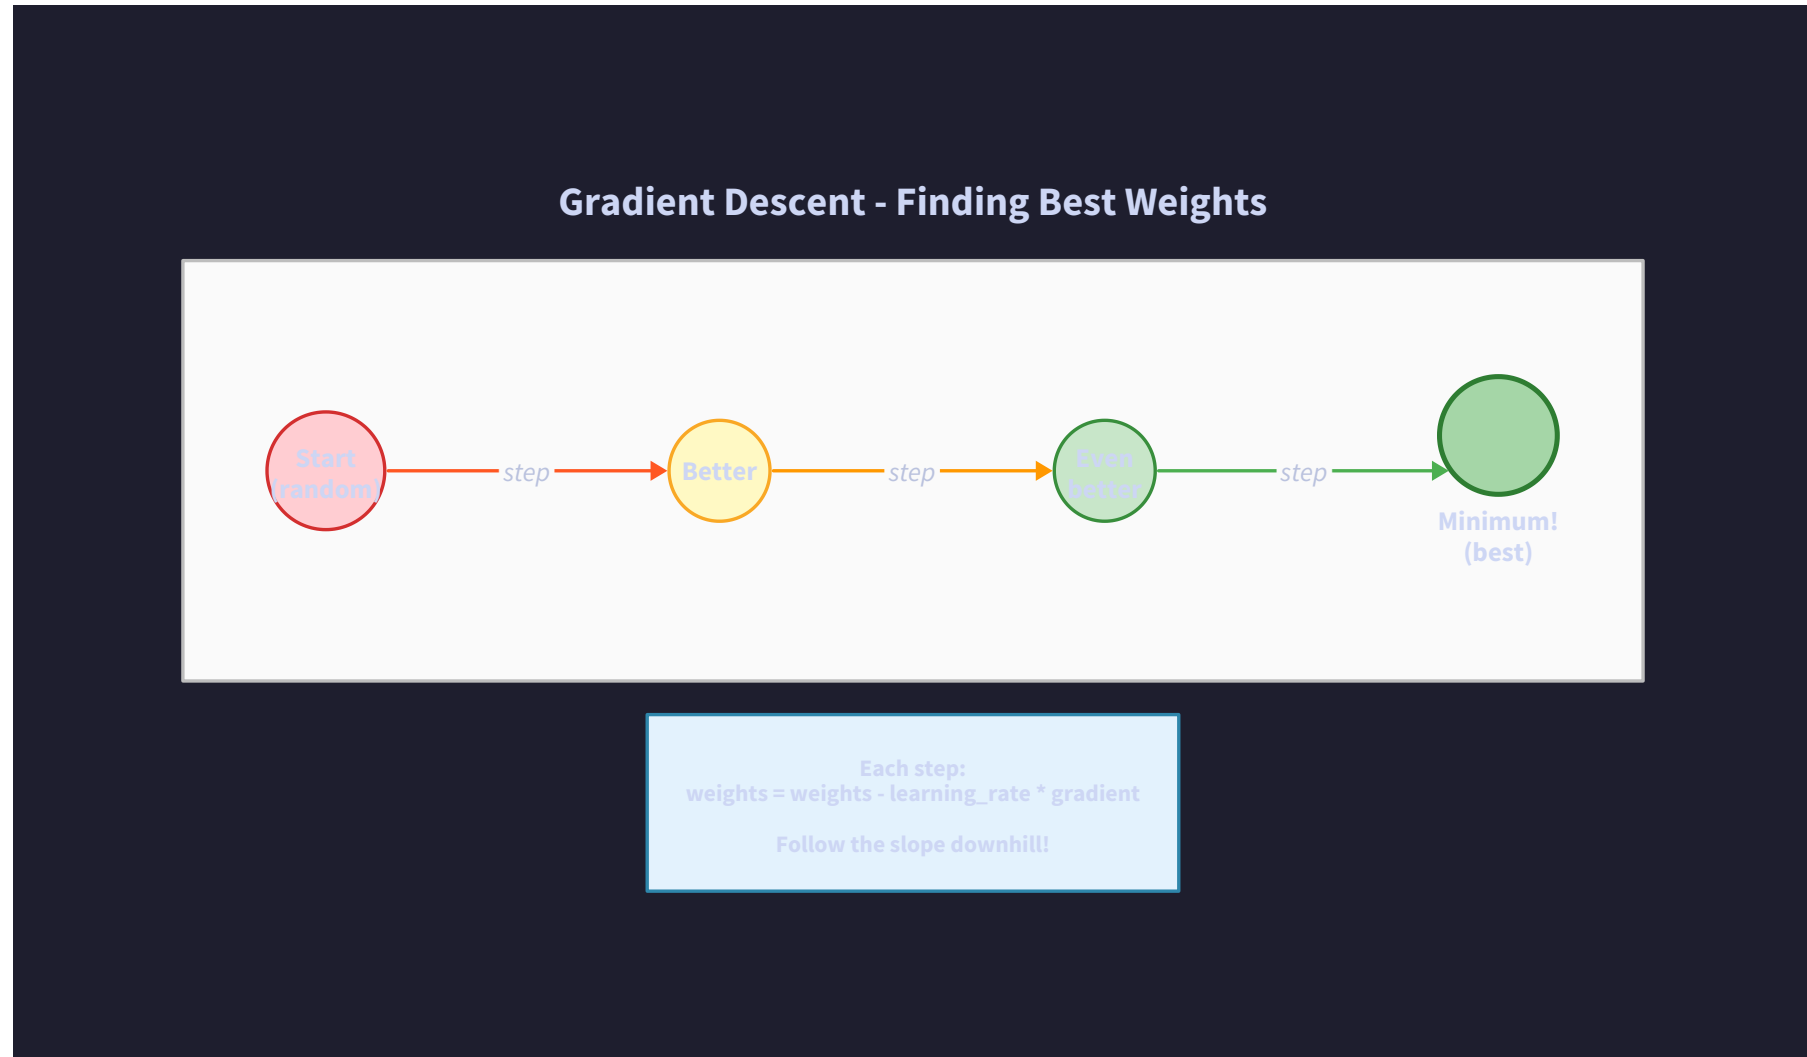 Gradient Descent - Finding Best Weights
Start
(random)
step
Better
step
Even
better
step
Minimum!
(best)
Each step:
weights = weights - learning_rate * gradient
Follow the slope downhill!